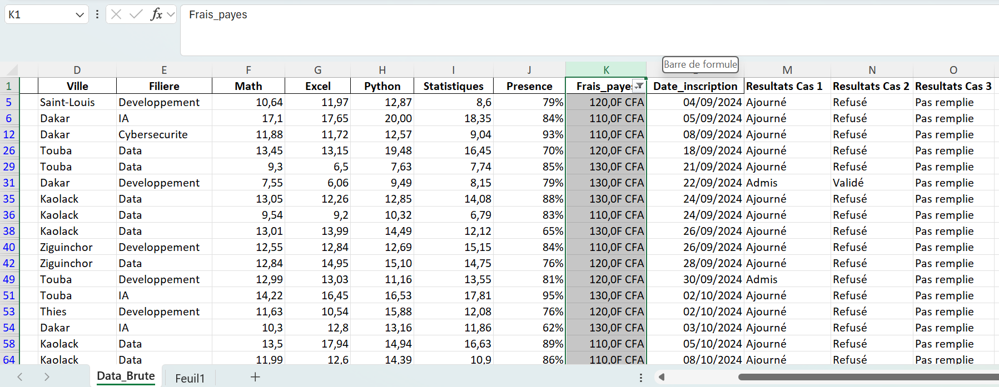 K1 fx Frais_payes
Barre de formule
D E F G H I J K M N O
1 Ville Filiere Math Excel Python Statistiques Presence Frais_payes Date_inscription Resultats Cas 1 Resultats Cas 2 Resultats Cas 3
5 Saint-Louis Developpement 10,64 11,97 12,87 8,6 79% 120,0F CFA 04/09/2024 Ajourné Refusé Pas remplie
6 Dakar IA 17,1 17,65 20,00 18,35 84% 110,0F CFA 05/09/2024 Ajourné Refusé Pas remplie
12 Dakar Cybersecurite 11,88 11,72 12,57 9,04 93% 110,0F CFA 08/09/2024 Ajourné Refusé Pas remplie
26 Touba Data 13,45 13,15 19,48 16,45 70% 120,0F CFA 18/09/2024 Ajourné Refusé Pas remplie
29 Touba Data 9,3 6,5 7,63 7,74 85% 130,0F CFA 21/09/2024 Ajourné Refusé Pas remplie
31 Dakar Developpement 7,55 6,06 9,49 8,15 79% 130,0F CFA 22/09/2024 Admis Validé Pas remplie
35 Kaolack Data 13,05 12,26 12,85 14,08 88% 130,0F CFA 24/09/2024 Ajourné Refusé Pas remplie
36 Kaolack Data 9,54 9,2 10,32 6,79 83% 110,0F CFA 24/09/2024 Ajourné Refusé Pas remplie
38 Kaolack Data 13,01 13,99 14,49 12,12 65% 130,0F CFA 26/09/2024 Ajourné Refusé Pas remplie
40 Ziguinchor Developpement 12,55 12,84 12,69 15,15 84% 110,0F CFA 26/09/2024 Ajourné Refusé Pas remplie
42 Ziguinchor Data 12,84 14,95 15,10 14,75 76% 120,0F CFA 28/09/2024 Ajourné Refusé Pas remplie
49 Touba Developpement 12,99 13,03 11,16 13,55 81% 120,0F CFA 30/09/2024 Admis Refusé Pas remplie
51 Touba IA 14,22 16,45 16,53 17,81 95% 130,0F CFA 02/10/2024 Ajourné Refusé Pas remplie
53 Thies Developpement 11,63 10,54 15,88 12,08 76% 120,0F CFA 02/10/2024 Ajourné Refusé Pas remplie
54 Dakar IA 10,3 12,8 13,16 11,86 62% 130,0F CFA 03/10/2024 Ajourné Refusé Pas remplie
58 Kaolack Data 13,5 17,94 14,94 16,63 89% 110,0F CFA 05/10/2024 Ajourné Refusé Pas remplie
64 Kaolack Data 11,99 12,6 14,39 10,9 86% 110,0F CFA 08/10/2024 Ajourné Refusé Pas remplie
Data_Brute Feuil1